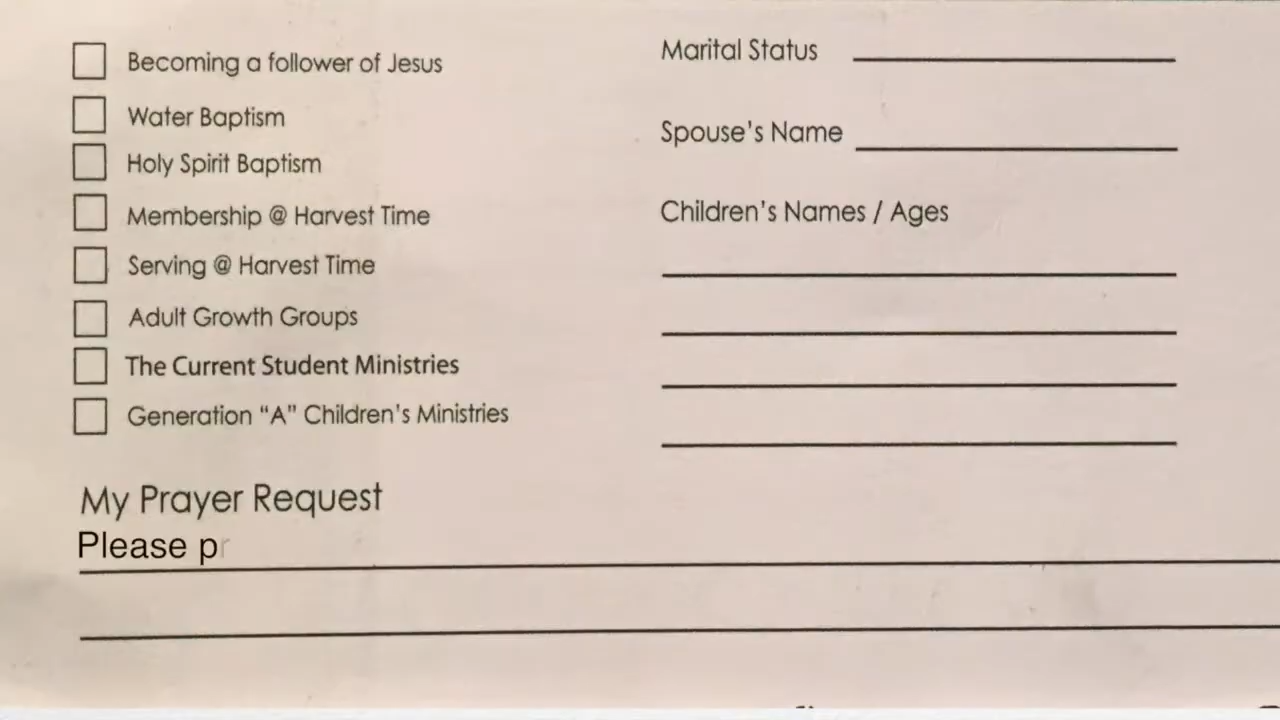 Becoming a follower of Jesus
Water Baptism
Holy Spirit Baptism
Membership @ Harvest Time
Serving @ Harvest Time
Adult Growth Groups
The Current Student Ministries
Generation “A” Children’s Ministries
Marital Status
Spouse’s Name
Children’s Names / Ages
My Prayer Request
Please pr